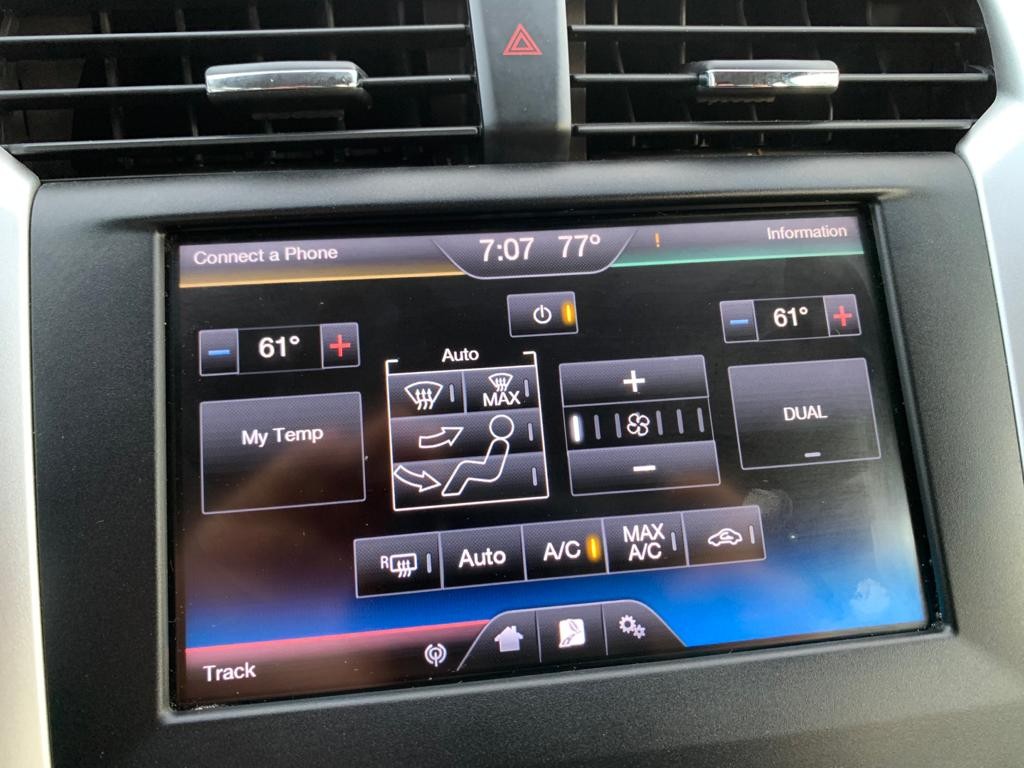 Connect a Phone
7:07 77°
!
Information
61°
61°
Auto
MAX
My Temp
DUAL
R
Auto
A/C
MAX
A/C
Track